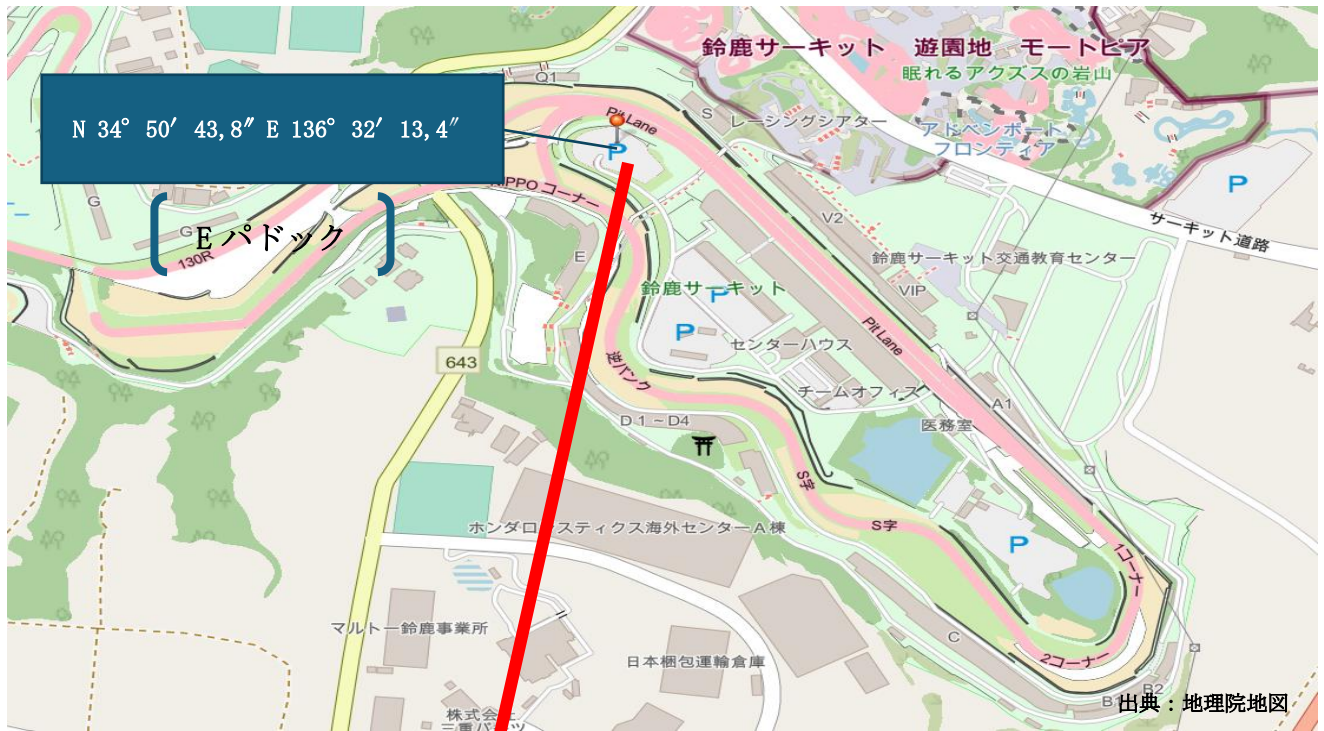 鈴鹿サーキット 遊園地 モートピア
眠れるアクズスの岩山
Q1
Pit Lane
S
レーシングシアター
アドベンボート
フロンティア
N 34° 50′ 43,8″ E 136° 32′ 13,4″
P
P
G
G
130R
Eパドック
コーナー
V2
サーキット道路
E
鈴鹿サーキット交通教育センター
鈴鹿サーキット
P
VIP
P
Pit Lane
センターハウス
逆バンク
643
チームオフィス
A1
D1~D4
医務室
S字
S字
ホンダロ
スティクス海外センターA棟
P
1コーナー
マルト一鈴鹿事業所
C
日本梱包運輸倉庫
2コーナー
B2
B1
出典:地理院地図
株式会社